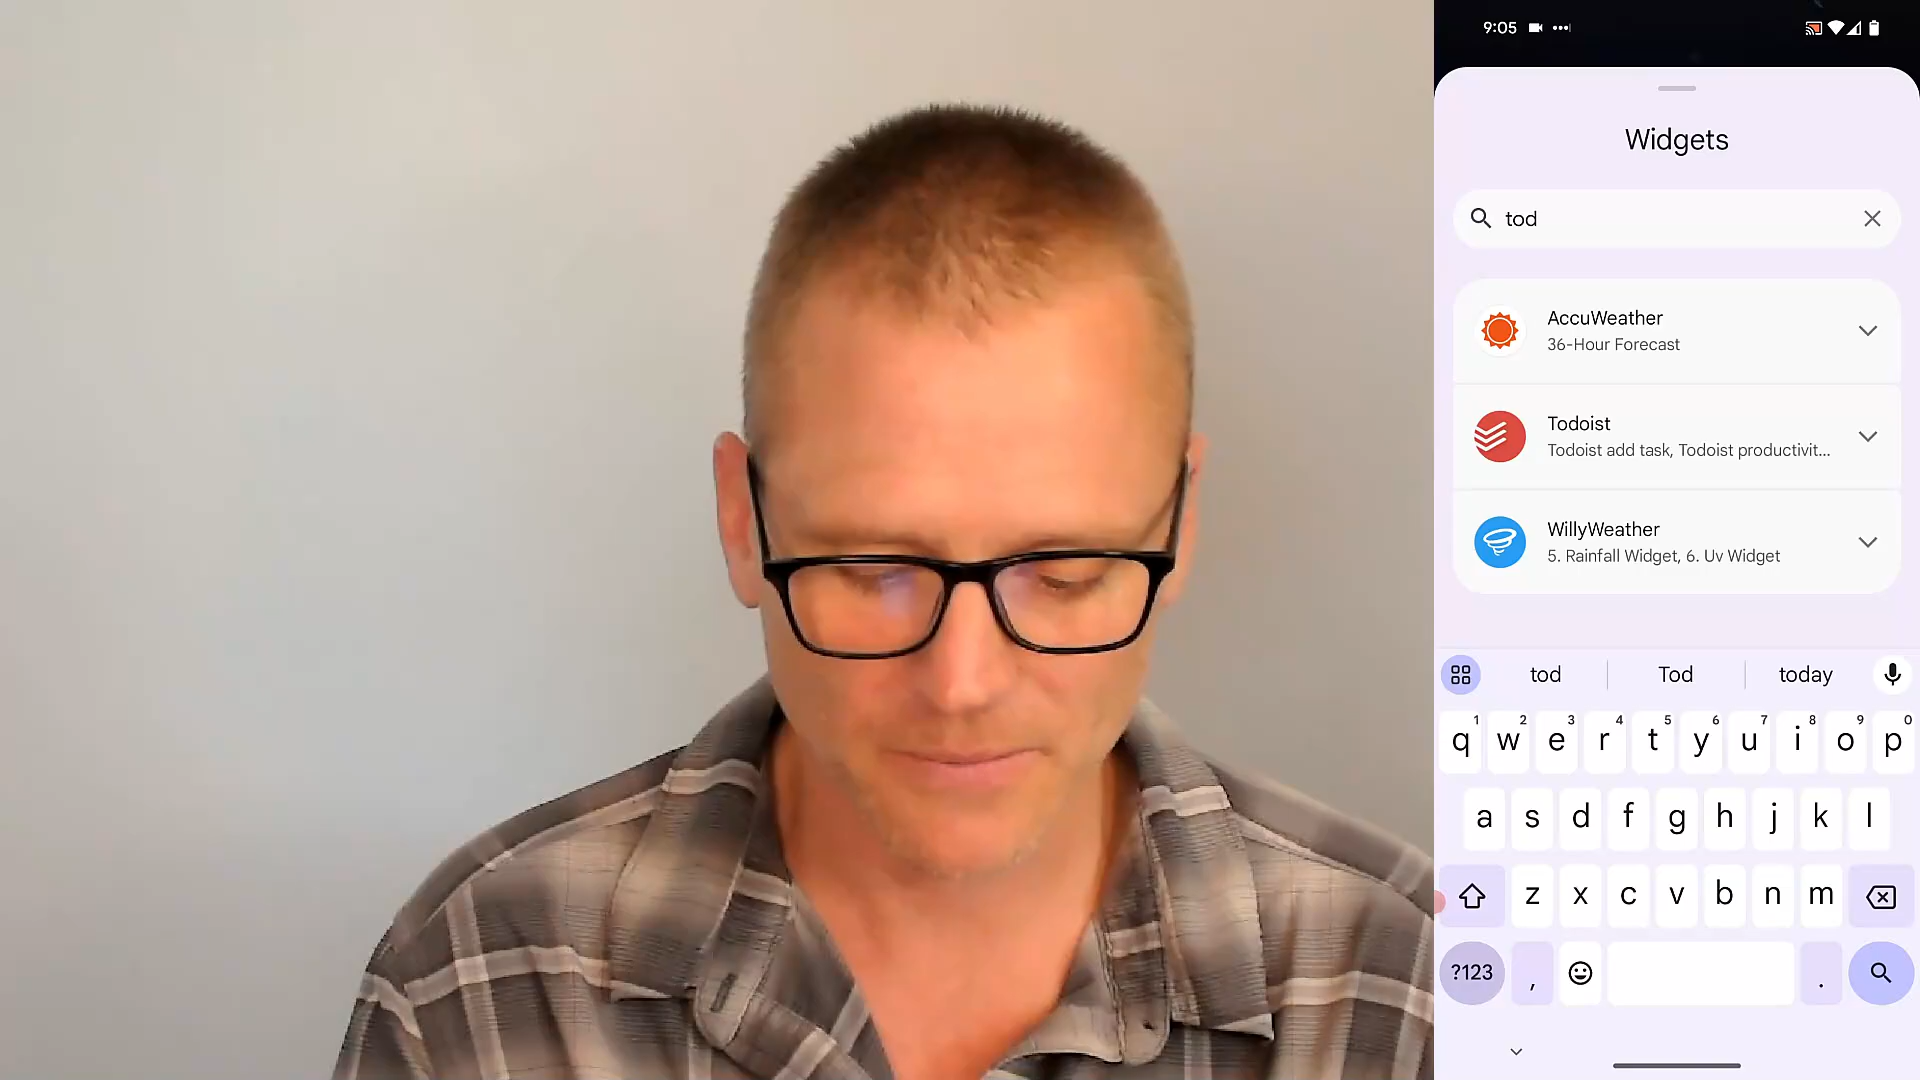 9:05
Widgets
tod
AccuWeather
36-Hour Forecast
Todoist
Todoist add task, Todoist productivit...
WillyWeather
5. Rainfall Widget, 6. Uv Widget
tod Tod today
1 2 3 4 5 6 7 8 9 0
q w e r t y u i o p
a s d f g h j k l
z x c v b n m
?123 , .